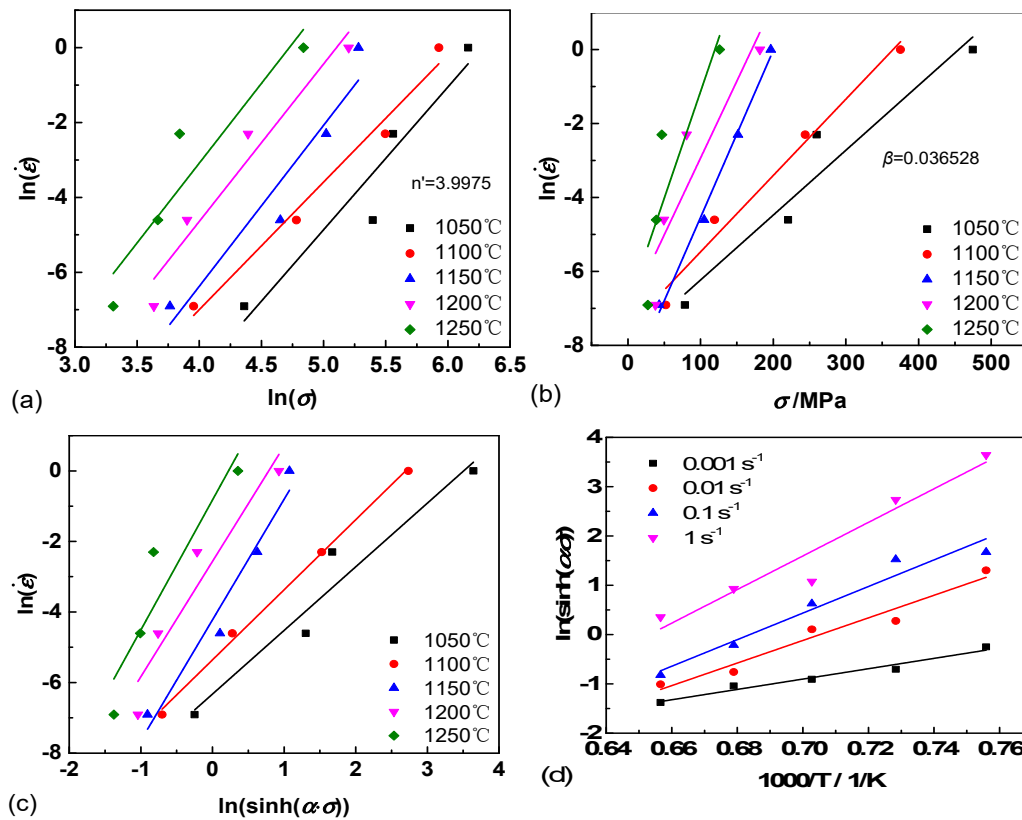 0
-2
-4
-6
-8
ln(ε̇)
n'=3.9975
1050℃
1100℃
1150℃
1200℃
1250℃
3.0 3.5 4.0 4.5 5.0 5.5 6.0 6.5
ln(σ)
(a)
0
-2
-4
-6
-8
ln(ε̇)
β=0.036528
1050℃
1100℃
1150℃
1200℃
1250℃
0 100 200 300 400 500
σ /MPa
(b)
0
-2
-4
-6
-8
ln(ε̇)
1050℃
1100℃
1150℃
1200℃
1250℃
-2 -1 0 1 2 3 4
ln(sinh(α·σ))
(c)
4
3
2
1
0
-1
-2
ln(sinh(ασ))
0.001 s⁻¹
0.01 s⁻¹
0.1 s⁻¹
1 s⁻¹
0.64 0.66 0.68 0.70 0.72 0.74 0.76
1000/T / 1/K
(d)